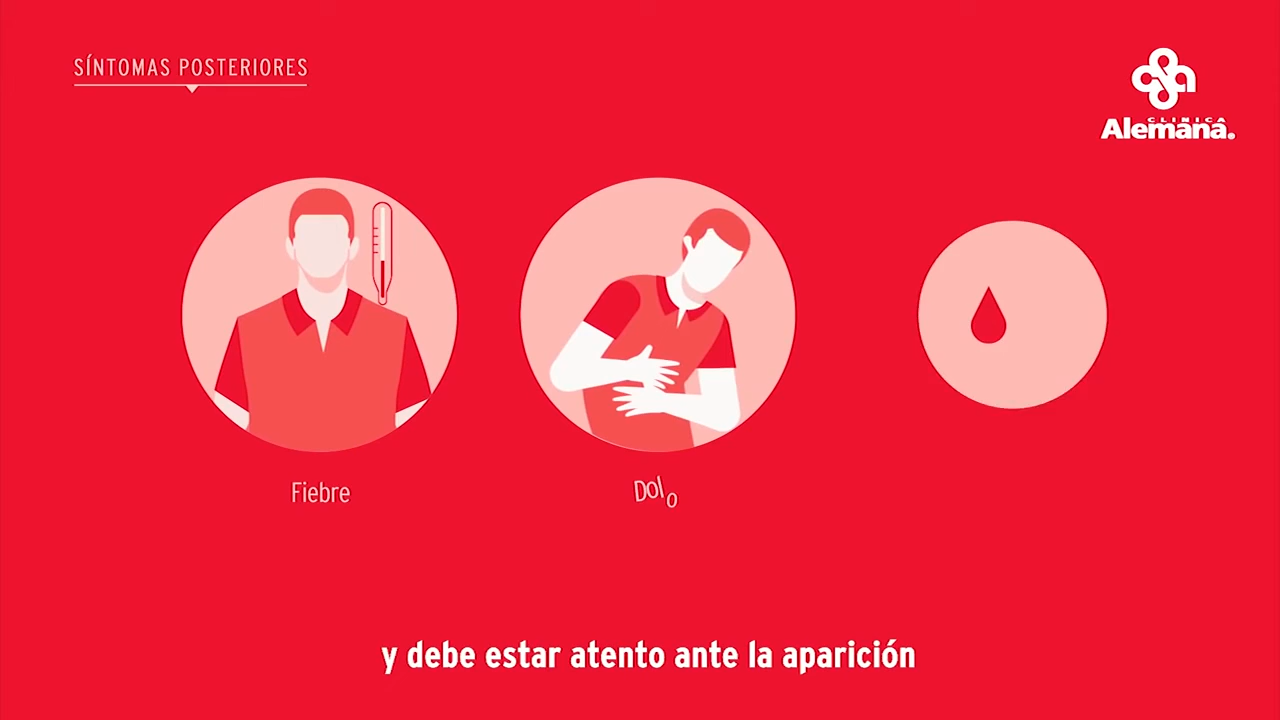 SÍNTOMAS POSTERIORES
CLINICA
Alemana.
Fiebre
Dolo
y debe estar atento ante la aparición